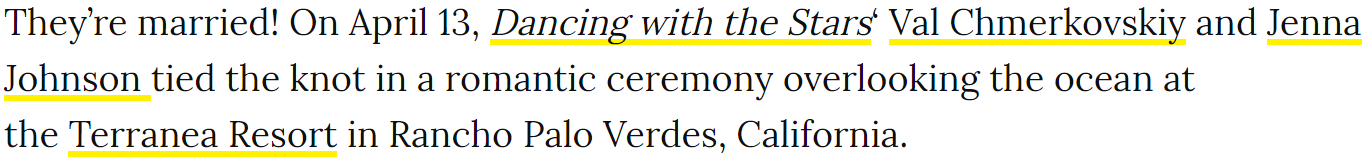 They’re married! On April 13, Dancing with the Stars‘ Val Chmerkovskiy and Jenna
Johnson tied the knot in a romantic ceremony overlooking the ocean at
the Terranea Resort in Rancho Palo Verdes, California.